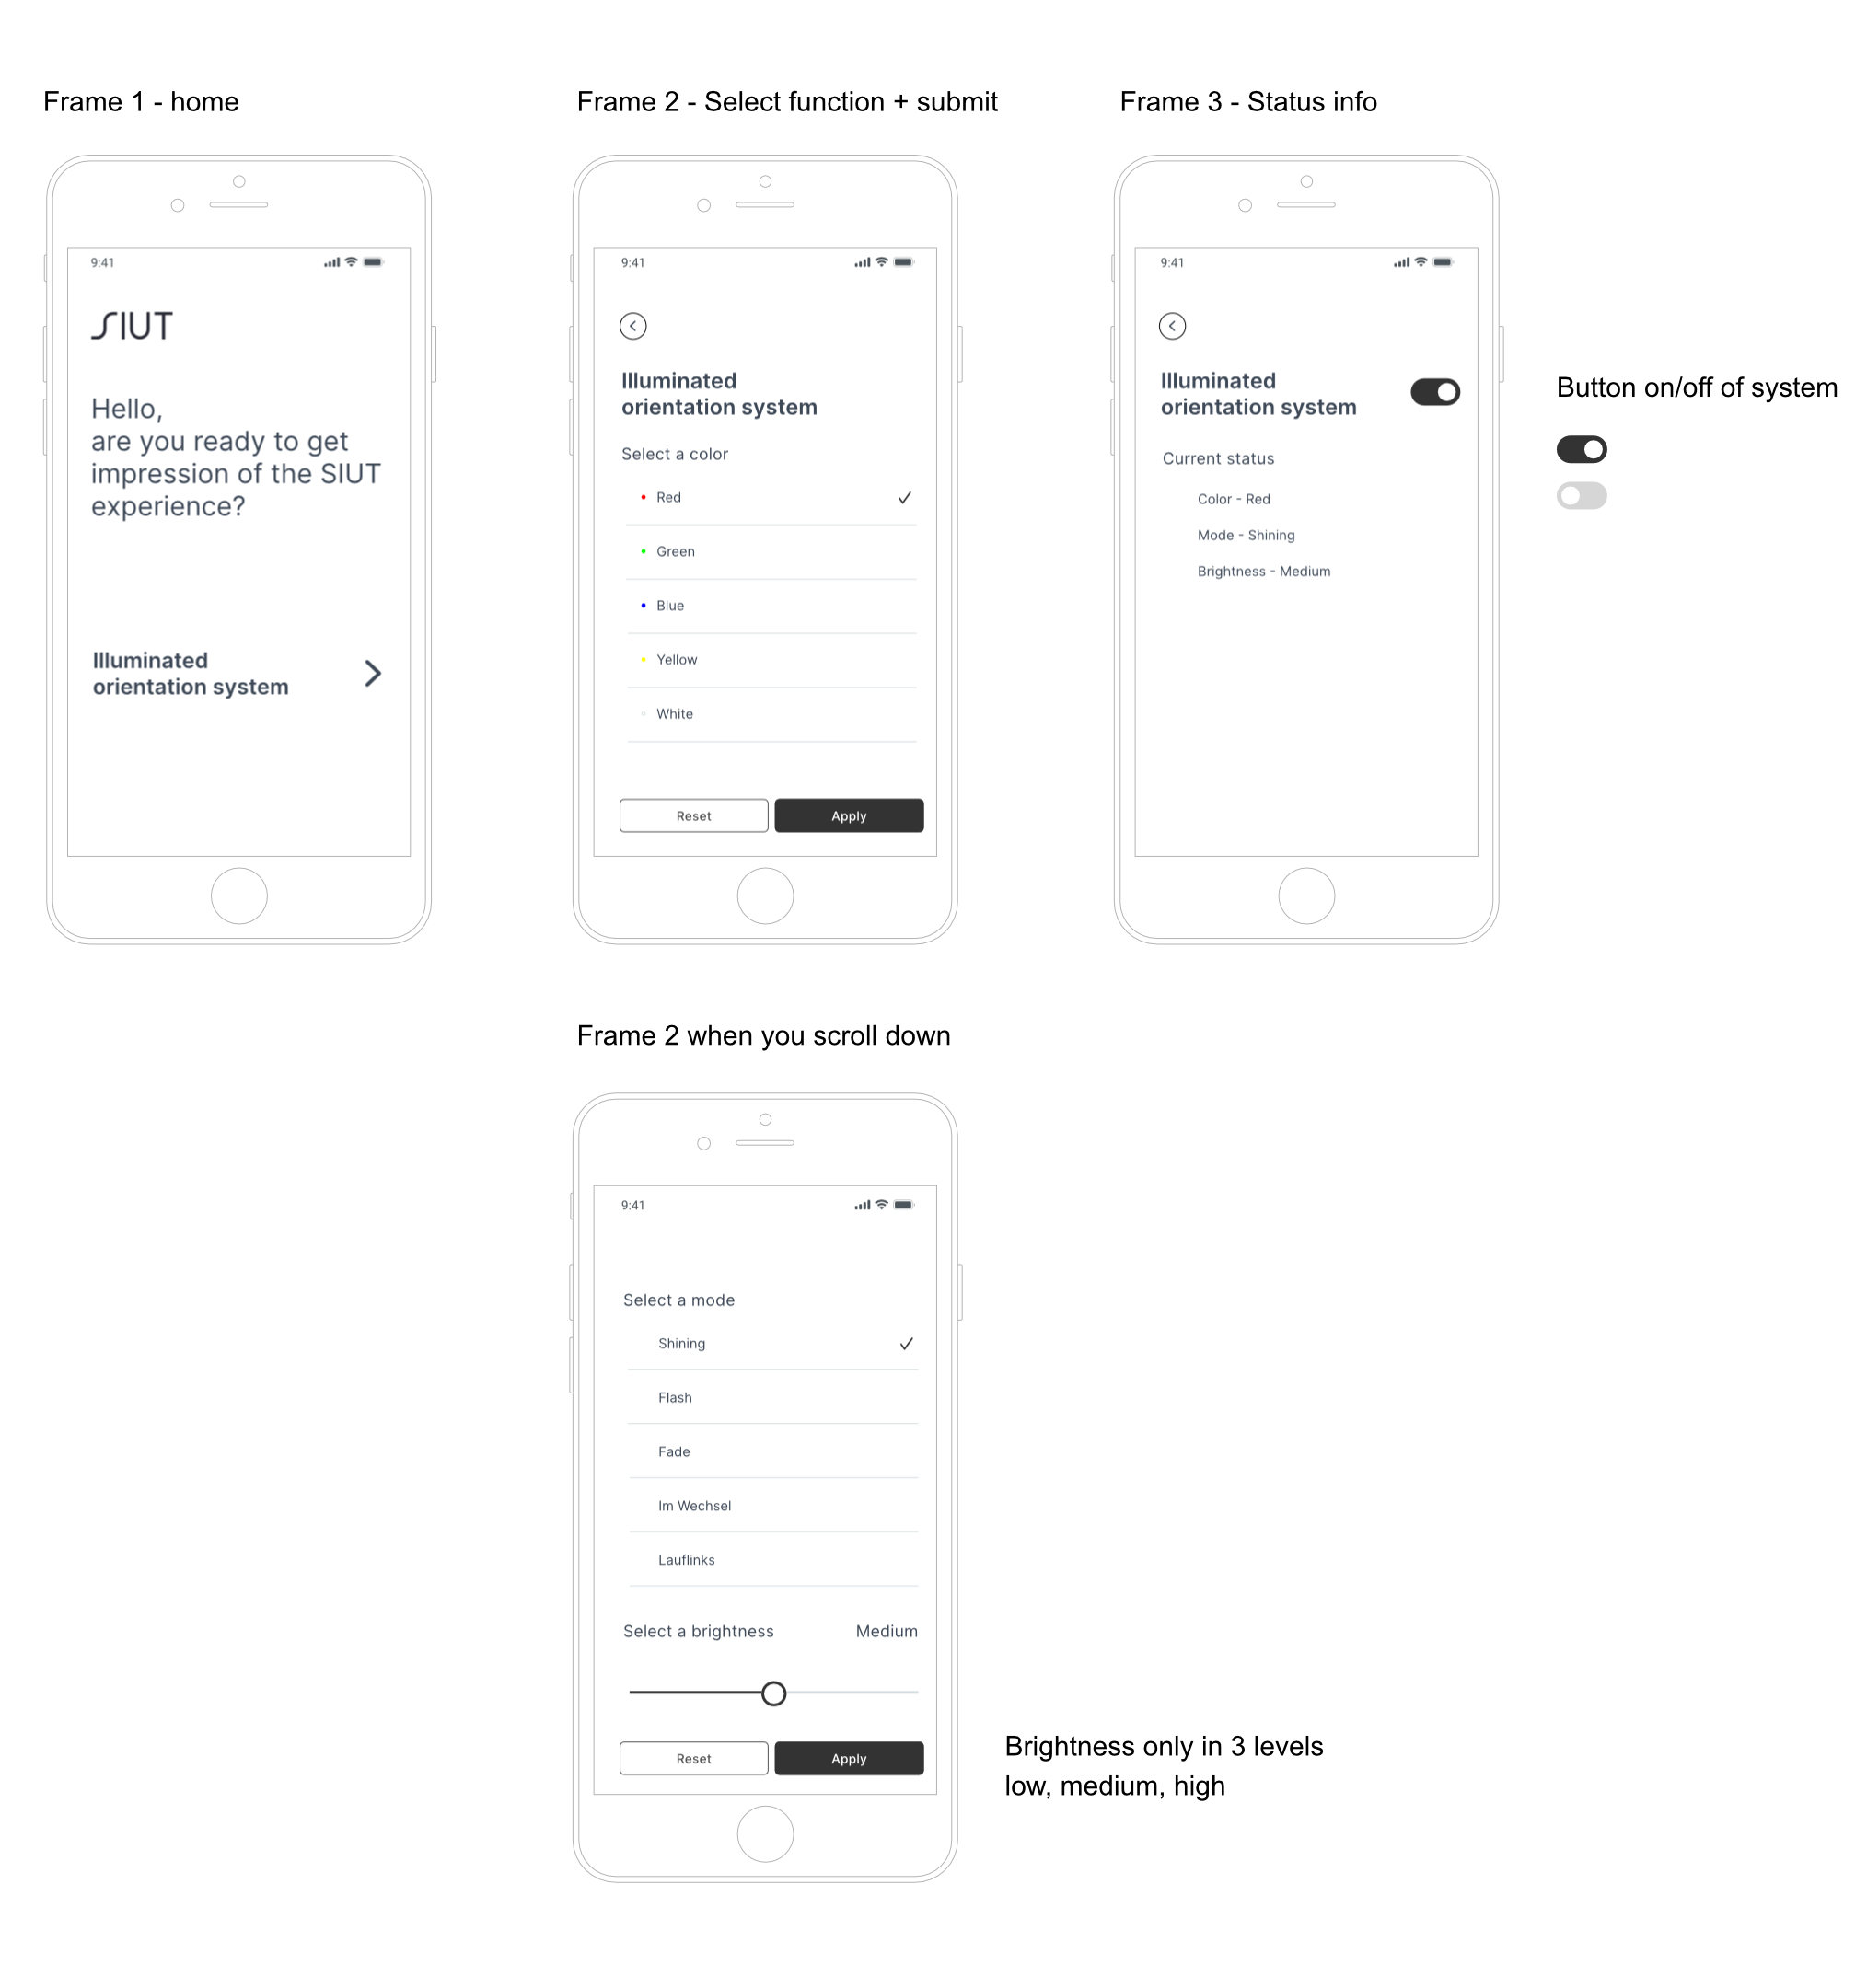 Frame 1 - home
9:41
SIUT
Hello,
are you ready to get
impression of the SIUT
experience?
Illuminated
orientation system
Frame 2 - Select function + submit
9:41
Illuminated
orientation system
Select a color
Red
Green
Blue
Yellow
White
Reset
Apply
Frame 3 - Status info
9:41
Illuminated
orientation system
Current status
Color - Red
Mode - Shining
Brightness - Medium
Button on/off of system
Frame 2 when you scroll down
9:41
Select a mode
Shining
Flash
Fade
Im Wechsel
Lauflinks
Select a brightness
Medium
Reset
Apply
Brightness only in 3 levels
low, medium, high